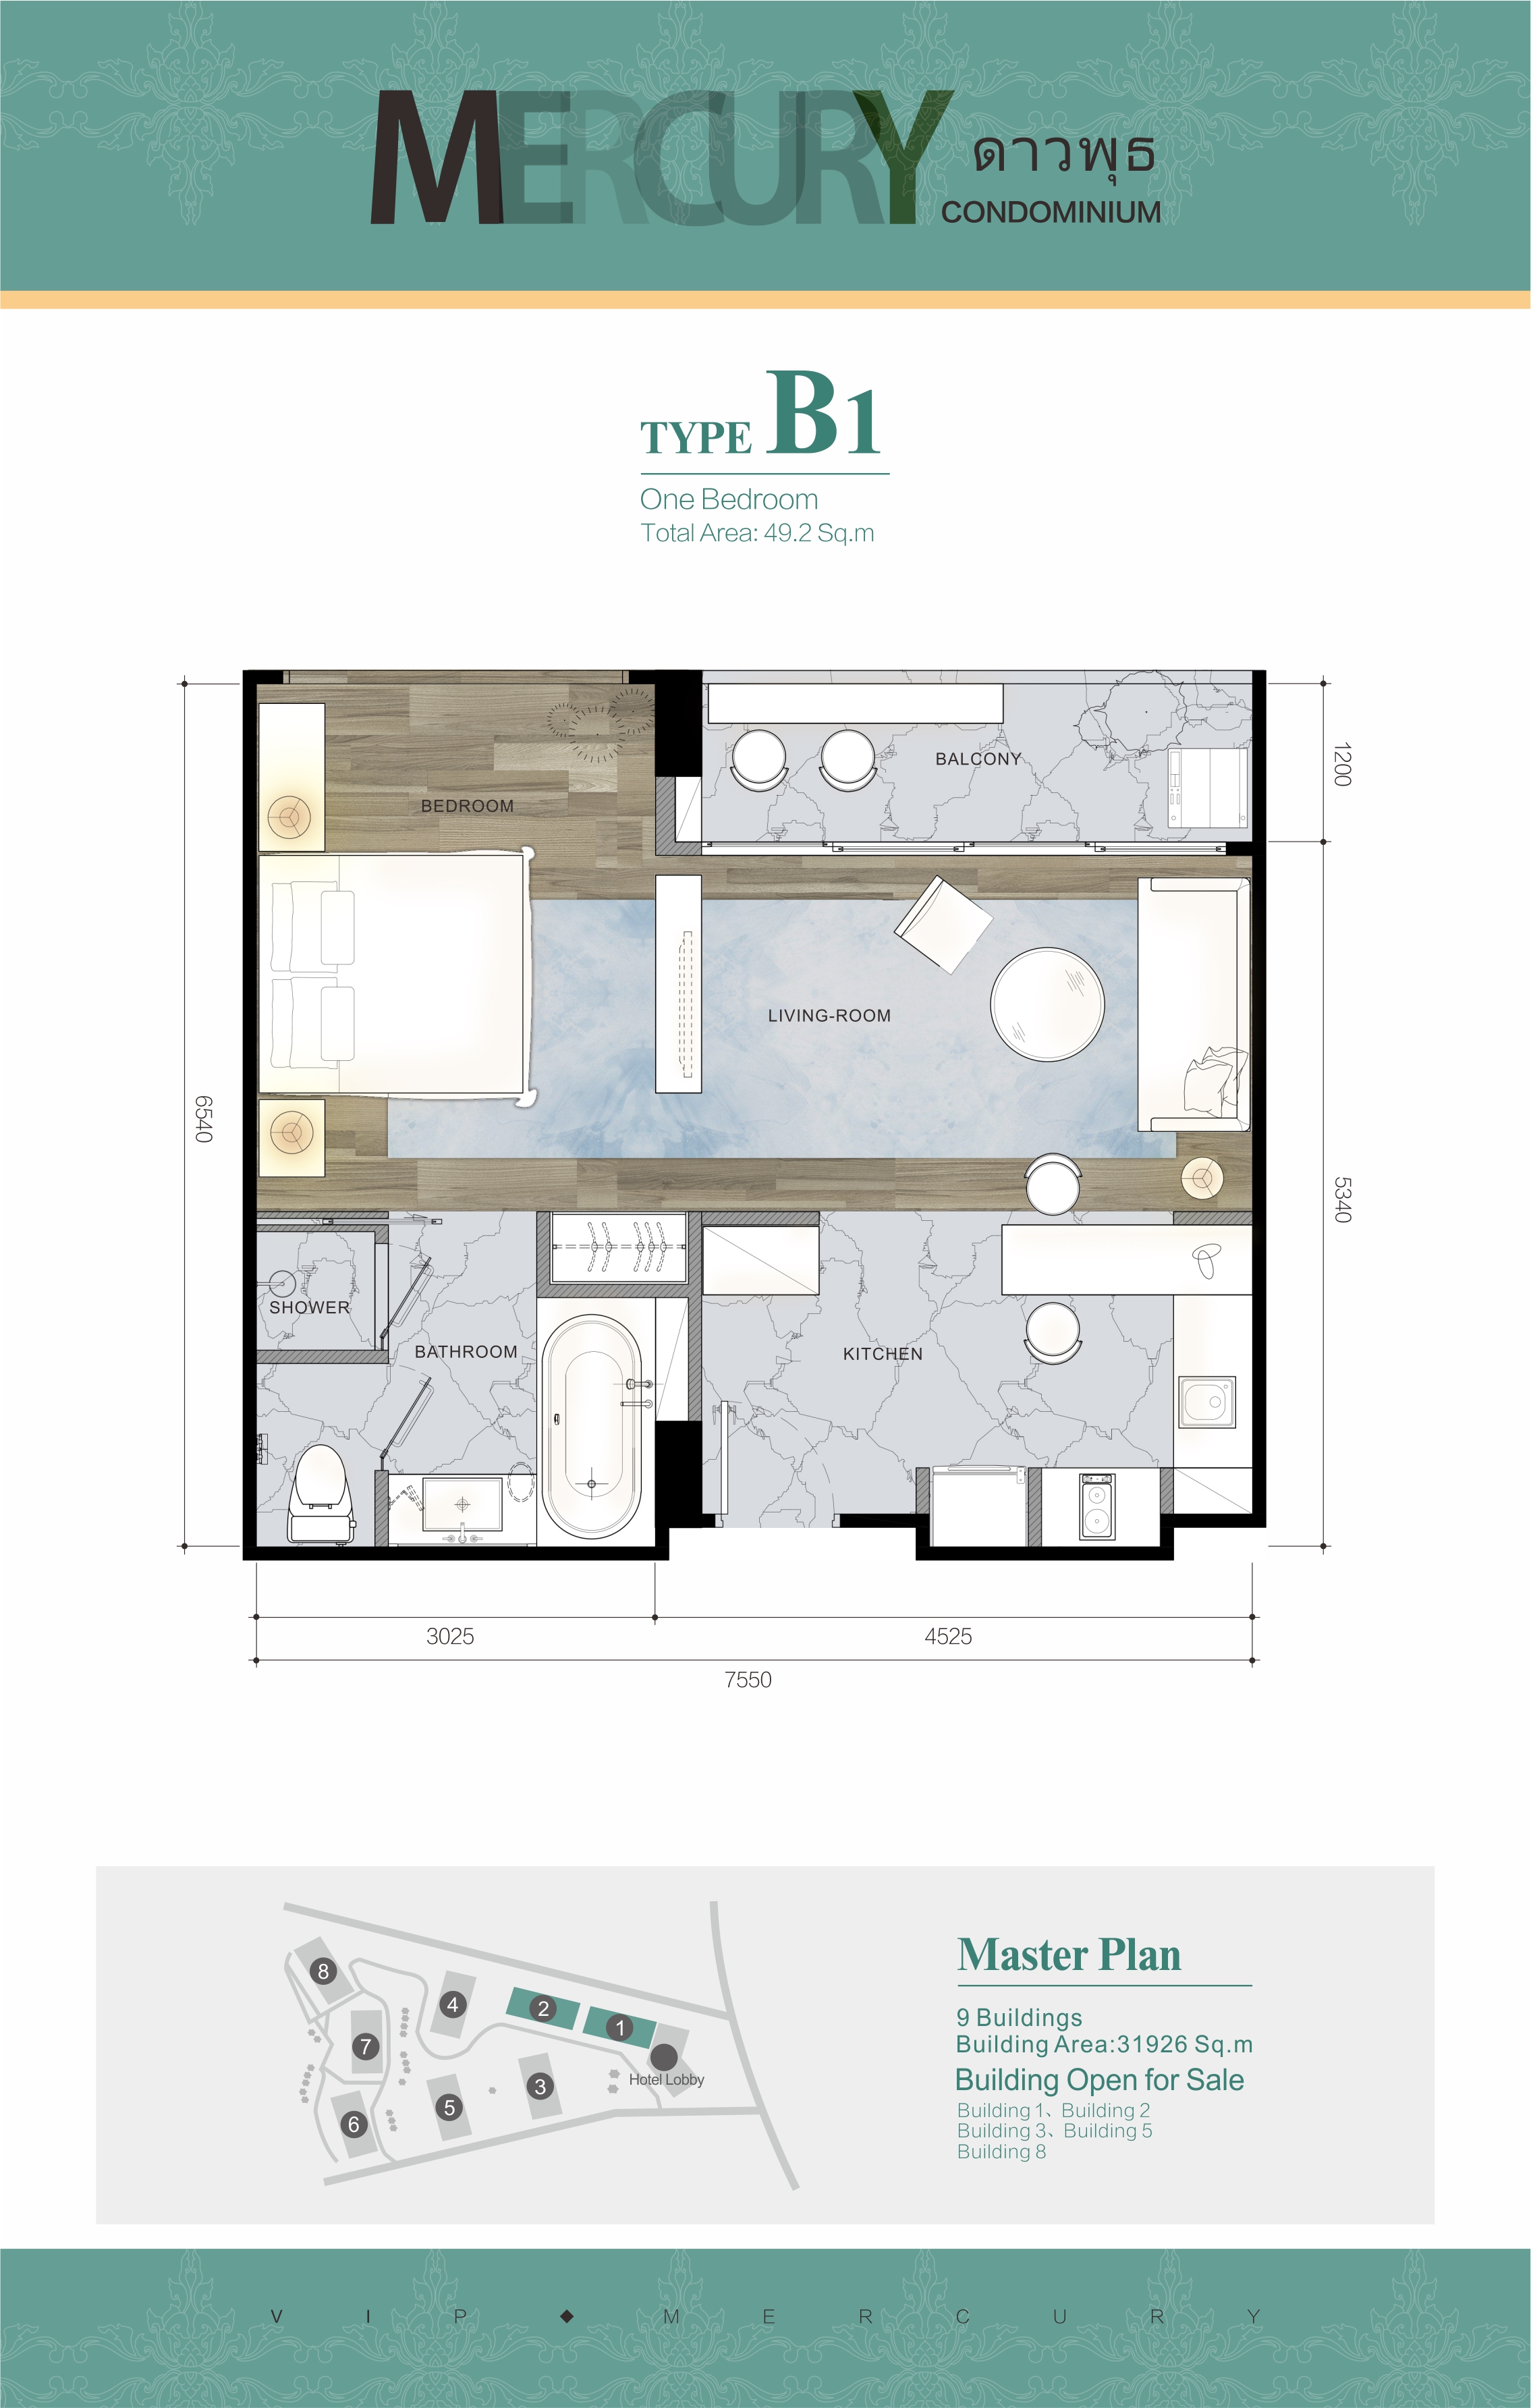 MERCURY
ดาวพุธ
CONDOMINIUM
TYPE B1
One Bedroom
Total Area: 49.2 Sq.m
BALCONY
1200
BEDROOM
LIVING-ROOM
6540
5340
SHOWER
BATHROOM
KITCHEN
3025
4525
7550
8
4
2
1
7
Hotel Lobby
3
5
6
Master Plan
9 Buildings
Building Area:31926 Sq.m
Building Open for Sale
Building 1、Building 2
Building 3、Building 5
Building 8
VIP◆MERCURY